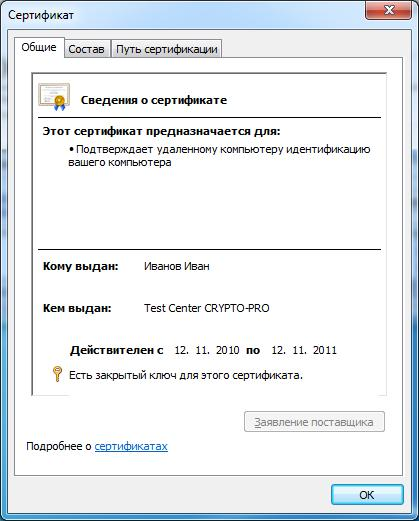 Сертификат
Общие Состав Путь сертификации
Сведения о сертификате
Этот сертификат предназначается для:
• Подтверждает удаленному компьютеру идентификацию
вашего компьютера
Кому выдан: Иванов Иван
Кем выдан: Test Center CRYPTO-PRO
Действителен с 12. 11. 2010 по 12. 11. 2011
Есть закрытый ключ для этого сертификата.
Заявление поставщика
Подробнее о сертификатах
ОК